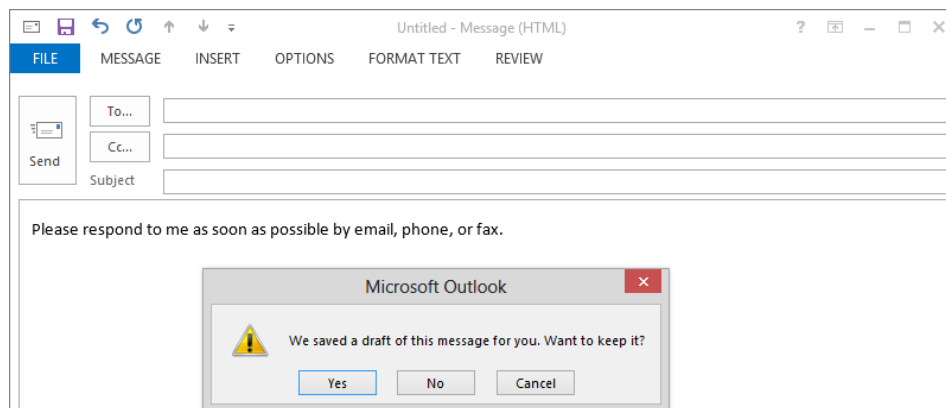 Untitled - Message (HTML) ?
FILE MESSAGE INSERT OPTIONS FORMAT TEXT REVIEW
To...
Cc...
Send
Subject
Please respond to me as soon as possible by email, phone, or fax.
Microsoft Outlook
We saved a draft of this message for you. Want to keep it?
Yes No Cancel